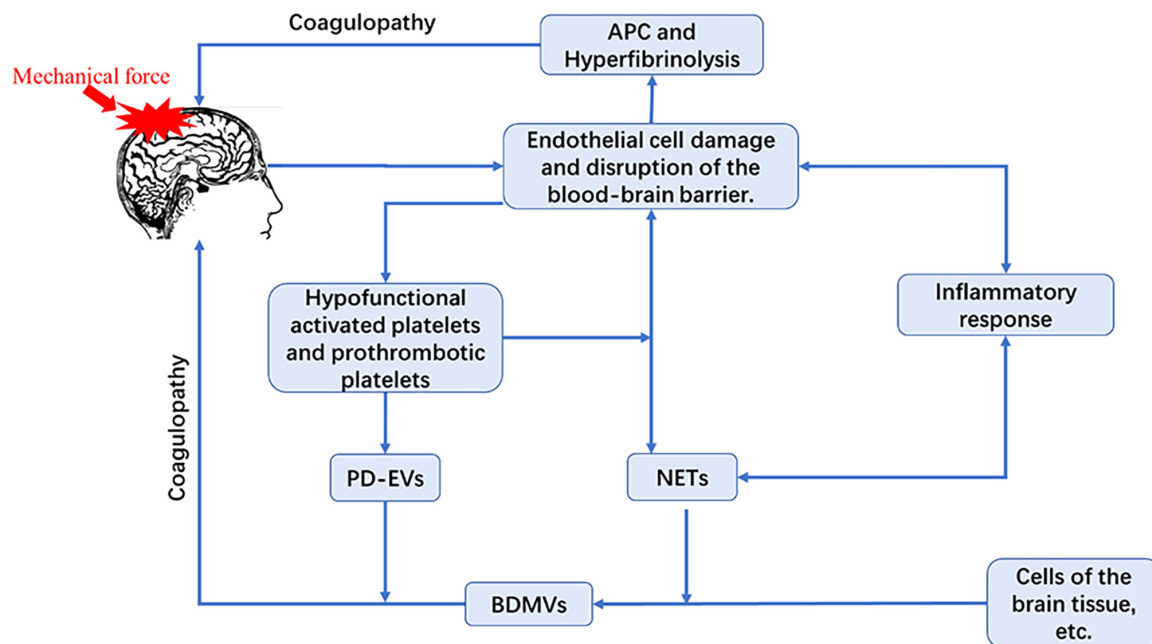 Coagulopathy
APC and
Hyperfibrinolysis
Mechanical force
Endothelial cell damage
and disruption of the
blood-brain barrier.
Hypofunctional
activated platelets
and prothrombotic
platelets
Inflammatory
response
Coagulopathy
PD-EVs
NETs
BDMVs
Cells of the
brain tissue,
etc.